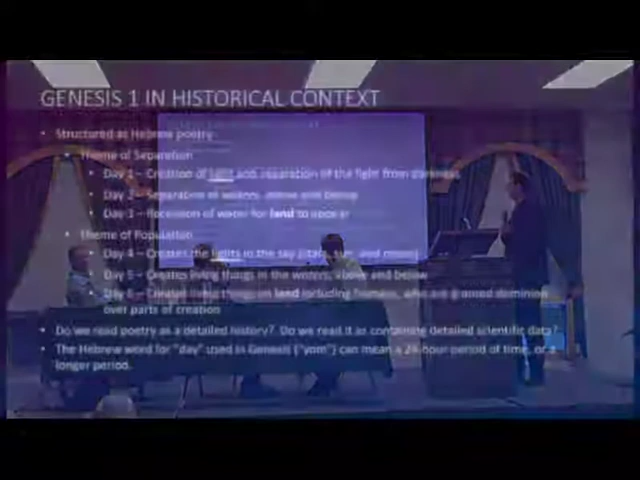 GENESIS 1 IN HISTORICAL CONTEXT
Structured as Hebrew poetry
Theme of Separation
Day 1 – Creation of light and separation of the light from darkness
Day 2 – Separation of waters, above and below
Day 3 – Recession of water for land to appear
Theme of Population
Day 4 – Creates the lights in the sky (stars, sun, and moon)
Day 5 – Creates living things in the waters, above and below
Day 6 – Creates living things on land including humans, who are granted dominion
over parts of creation
Do we read poetry as a detailed history? Do we read it as containing detailed scientific data?
The Hebrew word for "day" used in Genesis ("yom") can mean a 24-hour period of time, or a
longer period.